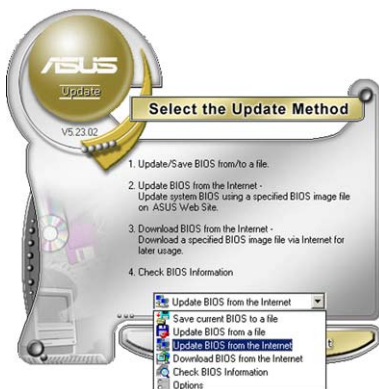 ASUS
Update
V5.23.02
Select the Update Method
1. Update/Save BIOS from/to a file.
2. Update BIOS from the Internet -
Update system BIOS using a specified BIOS image file
on ASUS Web Site.
3. Download BIOS from the Internet -
Download a specified BIOS image file via Internet for
later usage.
4. Check BIOS Information
Update BIOS from the Internet
Save current BIOS to a file
Update BIOS from a file
Update BIOS from the Internet
Download BIOS from the Internet
Check BIOS Information
Options